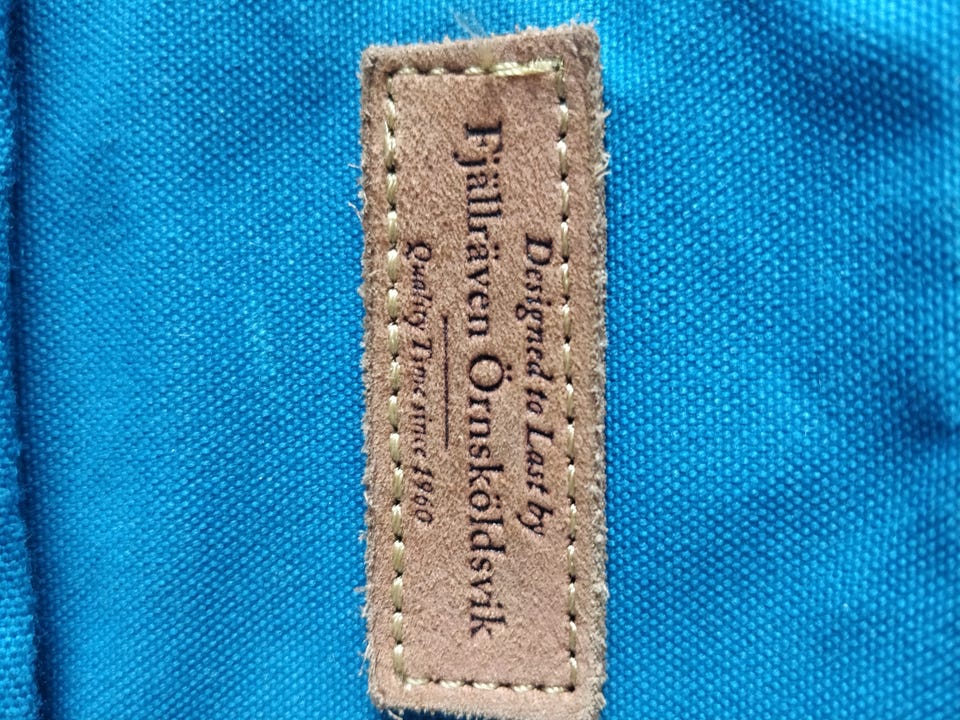 Designed to Last by
Fjällräven Örnsköldsvik
Quality Time since 1960